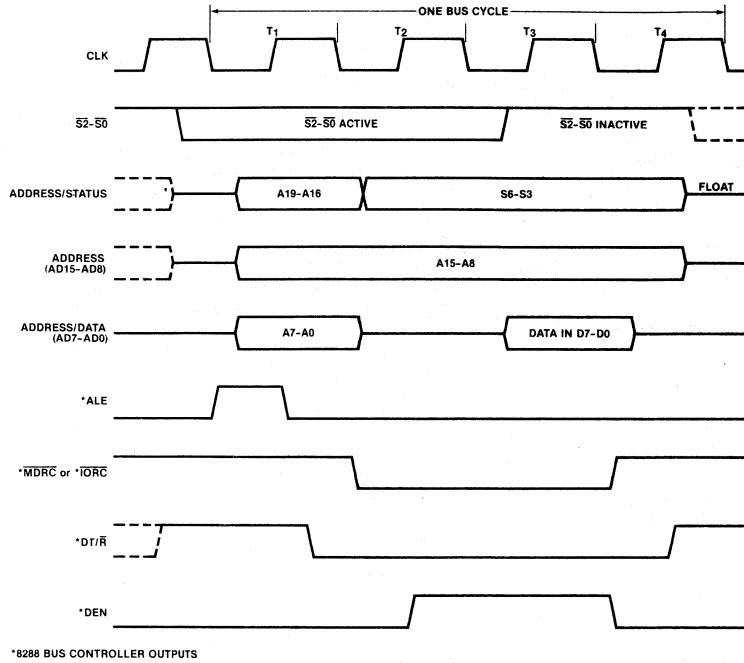 ONE BUS CYCLE
T1 T2 T3 T4
CLK
S2-S0 S2-S0 ACTIVE S2-S0 INACTIVE
ADDRESS/STATUS A19-A16 S6-S3 FLOAT
ADDRESS
(AD15-AD8)
A15-A8
ADDRESS/DATA
(AD7-AD0)
A7-A0 DATA IN D7-D0
*ALE
*MDRC or *IORC
*DT/R
*DEN
*8288 BUS CONTROLLER OUTPUTS